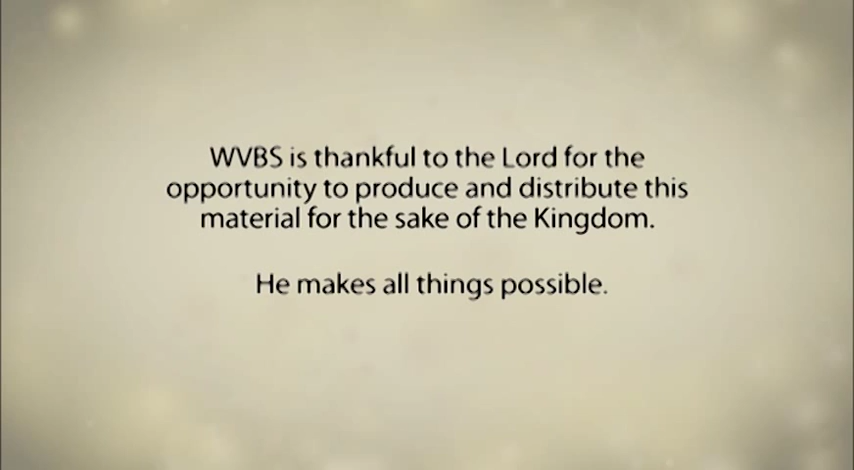 WVBS is thankful to the Lord for the
opportunity to produce and distribute this
material for the sake of the Kingdom.
He makes all things possible.